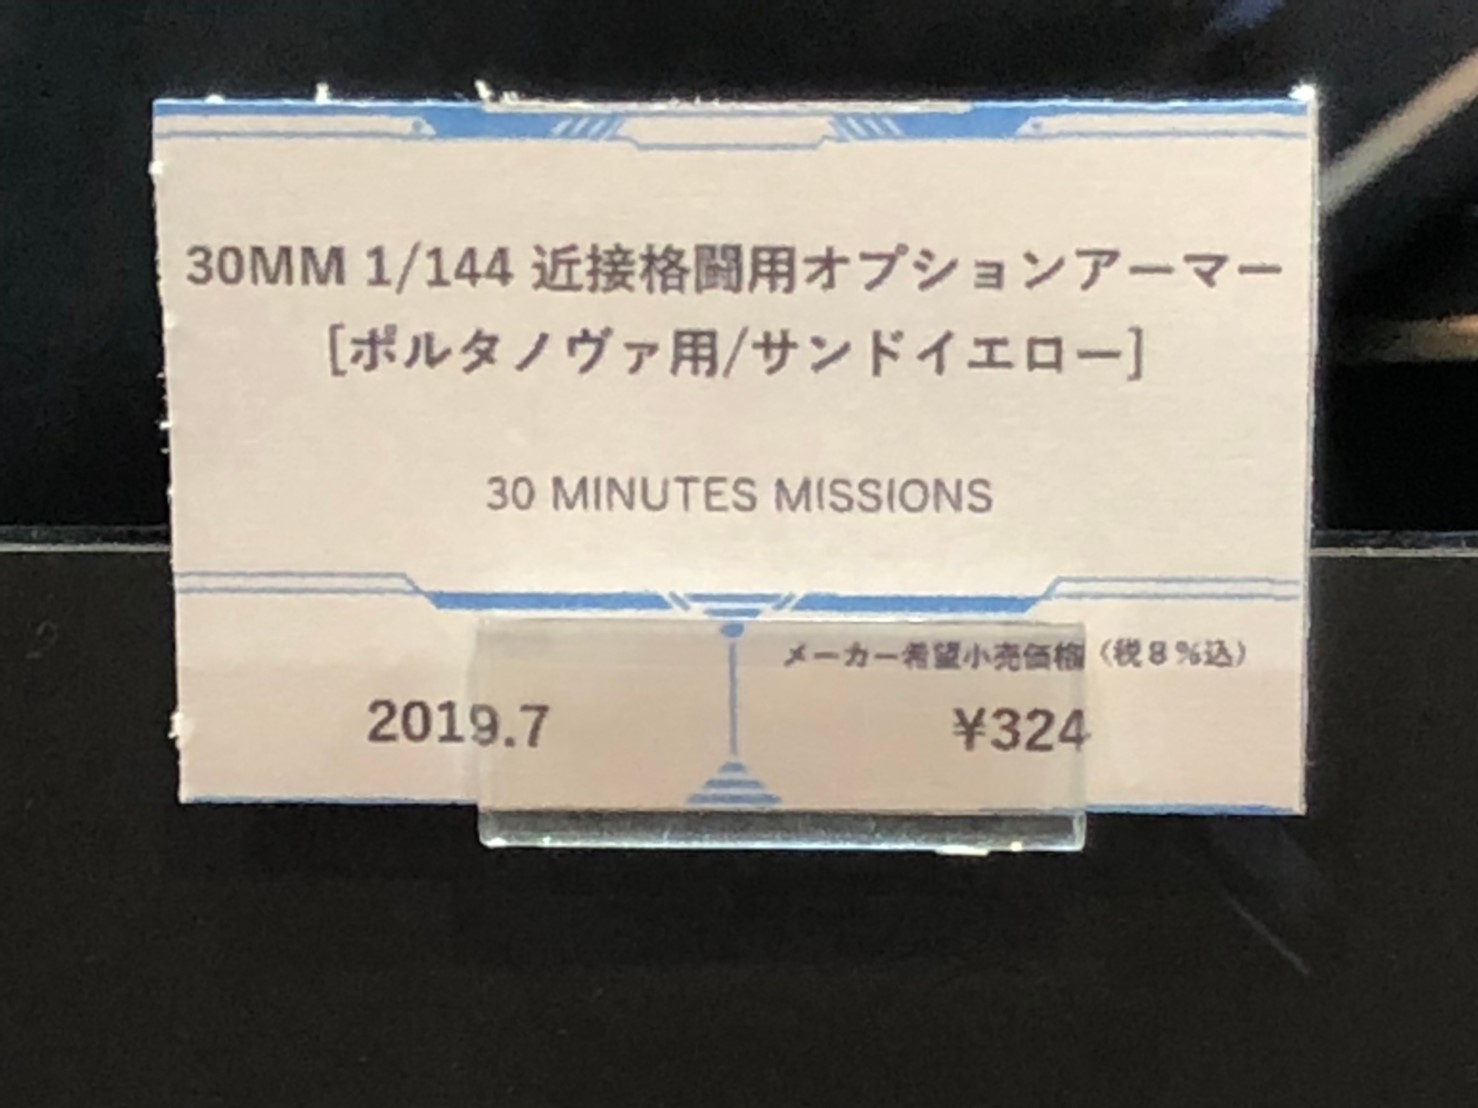 30MM 1/144 近接格闘用オプションアーマー
[ポルタノヴァ用/サンドイエロー]
30 MINUTES MISSIONS
メーカー希望小売価格（税8%込）
2019.7
¥324